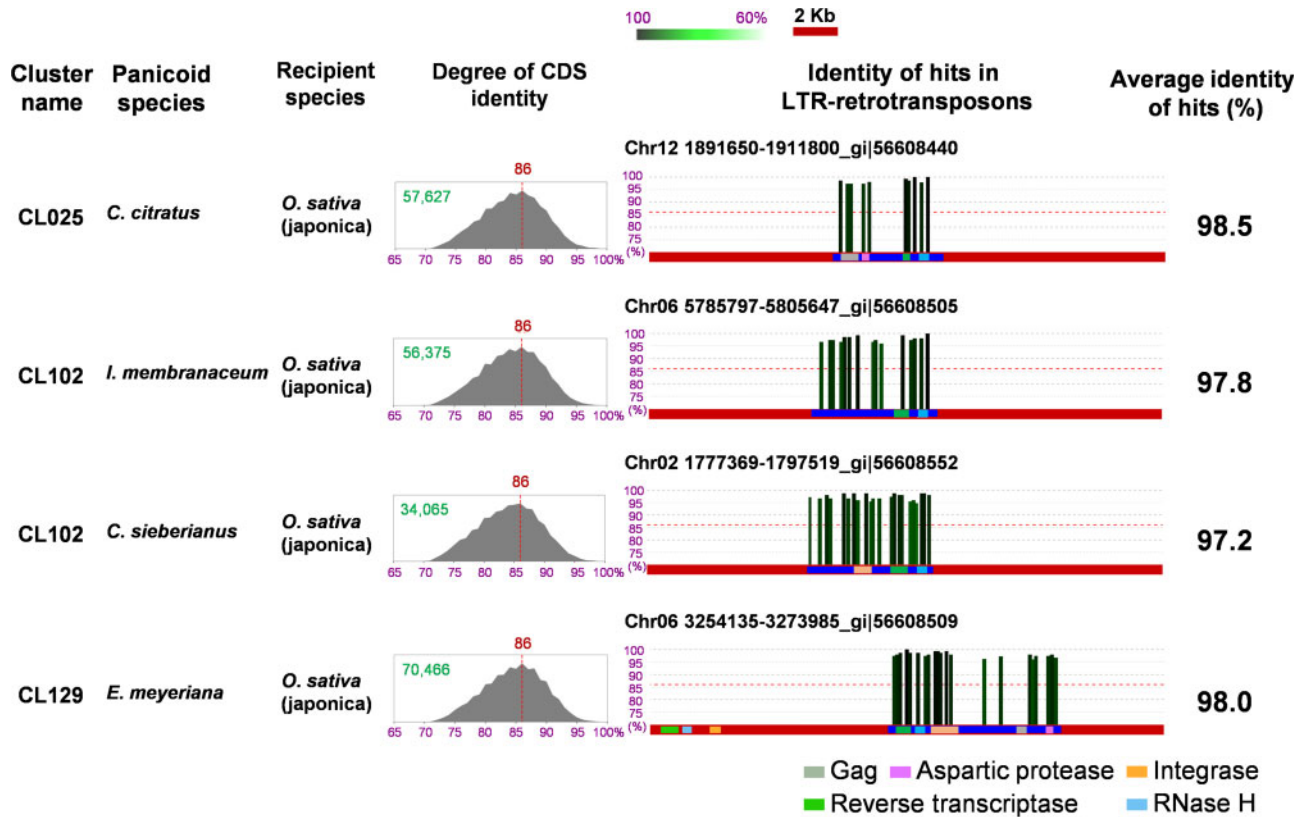 100 60% 2 Kb
Cluster name Panicoid species Recipient species Degree of CDS identity Identity of hits in LTR-retrotransposons Average identity of hits (%)
Chr12 1891650-1911800_gi|56608440
86
CL025 C. citratus O. sativa (japonica) 57,627 98.5
100
95
90
85
80
75
(%)
65 70 75 80 85 90 95 100%
Chr06 5785797-5805647_gi|56608505
86
CL102 I. membranaceum O. sativa (japonica) 56,375 97.8
100
95
90
85
80
75
(%)
65 70 75 80 85 90 95 100%
Chr02 1777369-1797519_gi|56608552
86
CL102 C. sieberianus O. sativa (japonica) 34,065 97.2
100
95
90
85
80
75
(%)
65 70 75 80 85 90 95 100%
Chr06 3254135-3273985_gi|56608509
86
CL129 E. meyeriana O. sativa (japonica) 70,466 98.0
100
95
90
85
80
75
(%)
65 70 75 80 85 90 95 100%
Gag Aspartic protease Integrase
Reverse transcriptase RNase H